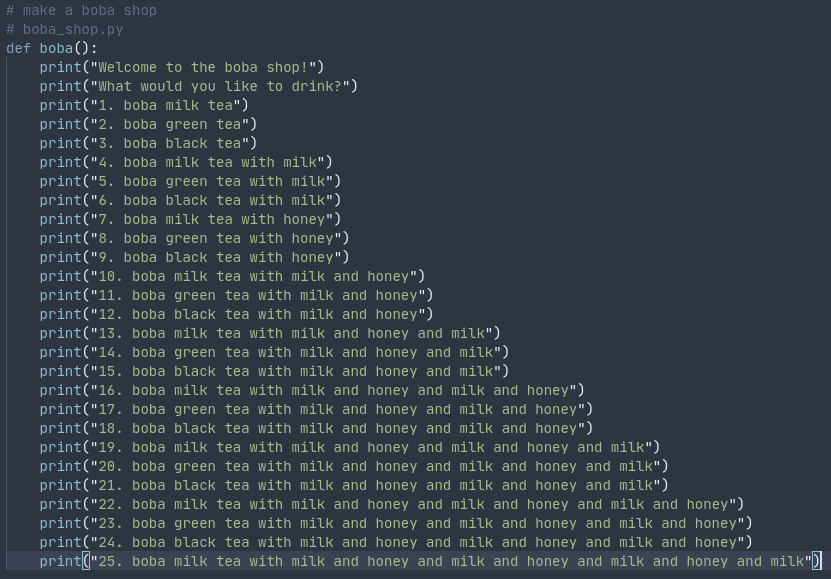 # make a boba shop
# boba_shop.py
def boba():
    print("Welcome to the boba shop!")
    print("What would you like to drink?")
    print("1. boba milk tea")
    print("2. boba green tea")
    print("3. boba black tea")
    print("4. boba milk tea with milk")
    print("5. boba green tea with milk")
    print("6. boba black tea with milk")
    print("7. boba milk tea with honey")
    print("8. boba green tea with honey")
    print("9. boba black tea with honey")
    print("10. boba milk tea with milk and honey")
    print("11. boba green tea with milk and honey")
    print("12. boba black tea with milk and honey")
    print("13. boba milk tea with milk and honey and milk")
    print("14. boba green tea with milk and honey and milk")
    print("15. boba black tea with milk and honey and milk")
    print("16. boba milk tea with milk and honey and milk and honey")
    print("17. boba green tea with milk and honey and milk and honey")
    print("18. boba black tea with milk and honey and milk and honey")
    print("19. boba milk tea with milk and honey and milk and honey and milk")
    print("20. boba green tea with milk and honey and milk and honey and milk")
    print("21. boba black tea with milk and honey and milk and honey and milk")
    print("22. boba milk tea with milk and honey and milk and honey and milk and honey")
    print("23. boba green tea with milk and honey and milk and honey and milk and honey")
    print("24. boba black tea with milk and honey and milk and honey and milk and honey")
    print("25. boba milk tea with milk and honey and milk and honey and milk and honey and milk")